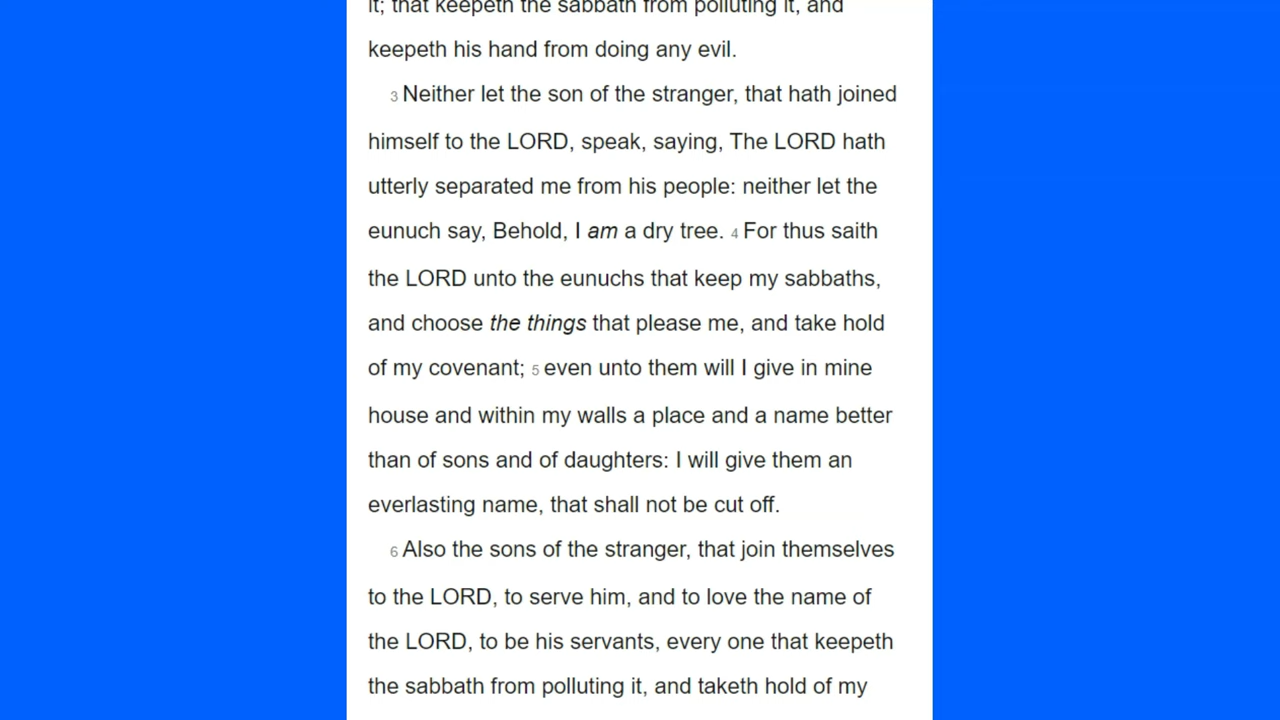 it; that keepeth the sabbath from polluting it, and
keepeth his hand from doing any evil.
3 Neither let the son of the stranger, that hath joined
himself to the LORD, speak, saying, The LORD hath
utterly separated me from his people: neither let the
eunuch say, Behold, I am a dry tree. 4 For thus saith
the LORD unto the eunuchs that keep my sabbaths,
and choose the things that please me, and take hold
of my covenant; 5 even unto them will I give in mine
house and within my walls a place and a name better
than of sons and of daughters: I will give them an
everlasting name, that shall not be cut off.
6 Also the sons of the stranger, that join themselves
to the LORD, to serve him, and to love the name of
the LORD, to be his servants, every one that keepeth
the sabbath from polluting it, and taketh hold of my